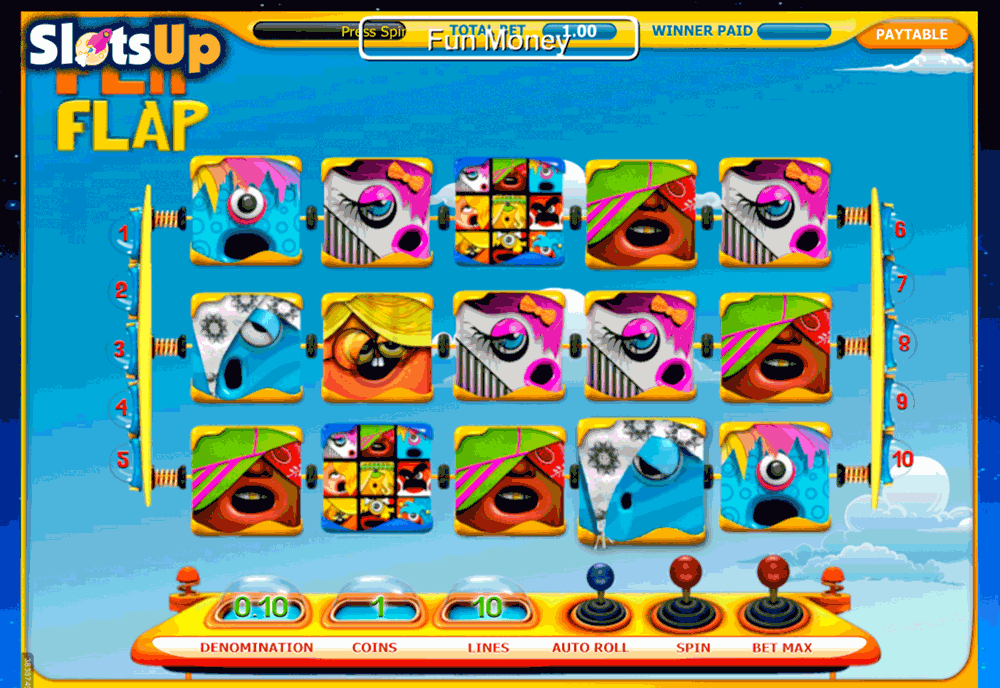 SlotsUp
Press Spin
TOTAL BET
1.00
Fun Money
WINNER PAID
PAYTABLE
FLIP
FLAP
1
2
3
4
5
6
7
8
9
10
0.10
1
10
DENOMINATION
COINS
LINES
AUTO ROLL
SPIN
BET MAX